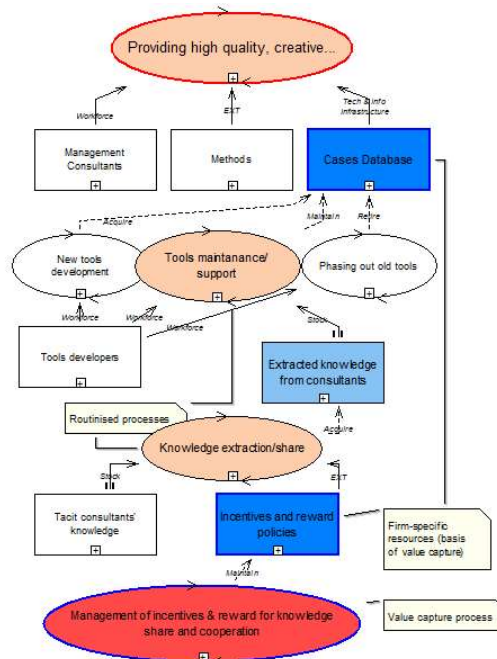 Providing high quality, creative...
Workforce
EXT
Tech & Info
Infrastructure
Management
Consultants
Methods
Cases Database
Acquire
Maintain
Retire
New tools
development
Tools maintanance/
support
Phasing out old tools
Workforce
Workforce
Workforce
Stock
Tools developers
Extracted knowledge
from consultants
Routinised processes
Acquire
Knowledge extraction/share
Stock
EXT
Tacit consultants'
knowledge
Incentives and reward
policies
Firm-specific
resources (basis
of value capture)
Maintain
Management of incentives & reward for knowledge
share and cooperation
Value capture process